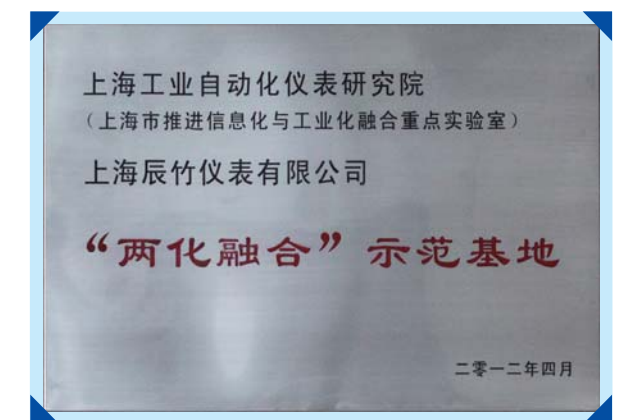 上海工业自动化仪表研究院
（上海市推进信息化与工业化融合重点实验室）
上海辰竹仪表有限公司
“两化融合”示范基地
二零一二年四月